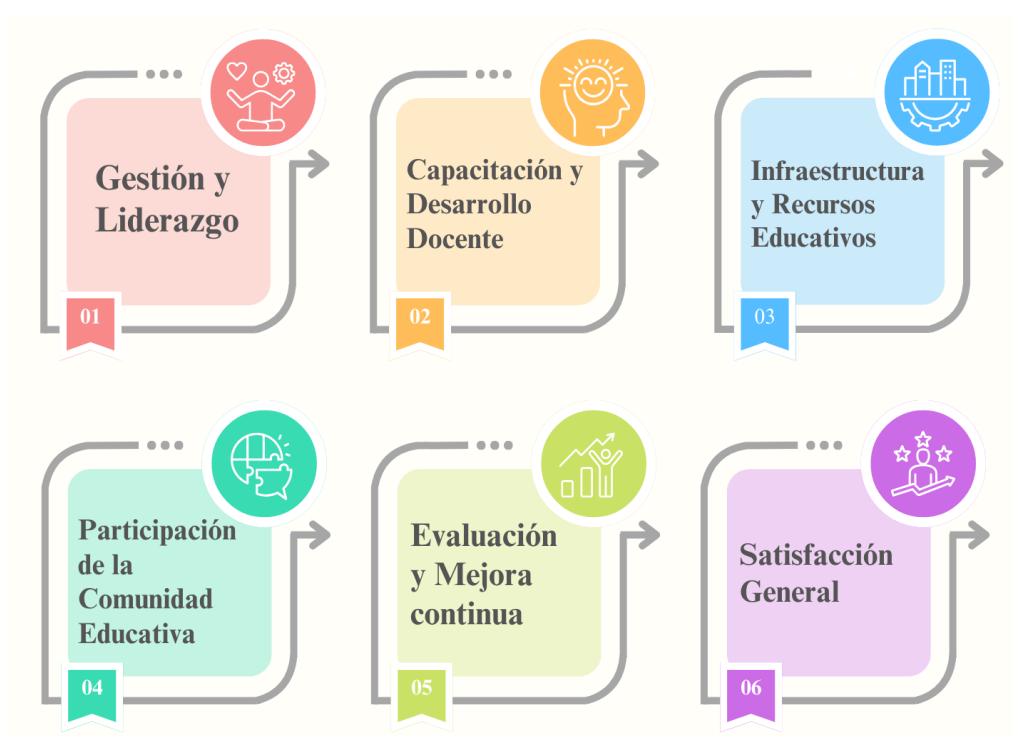 Gestión y
Liderazgo
01
Capacitación y
Desarrollo
Docente
02
Infraestructura
y Recursos
Educativos
03
Participación
de la
Comunidad
Educativa
04
Evaluación
y Mejora
continua
05
Satisfacción
General
06